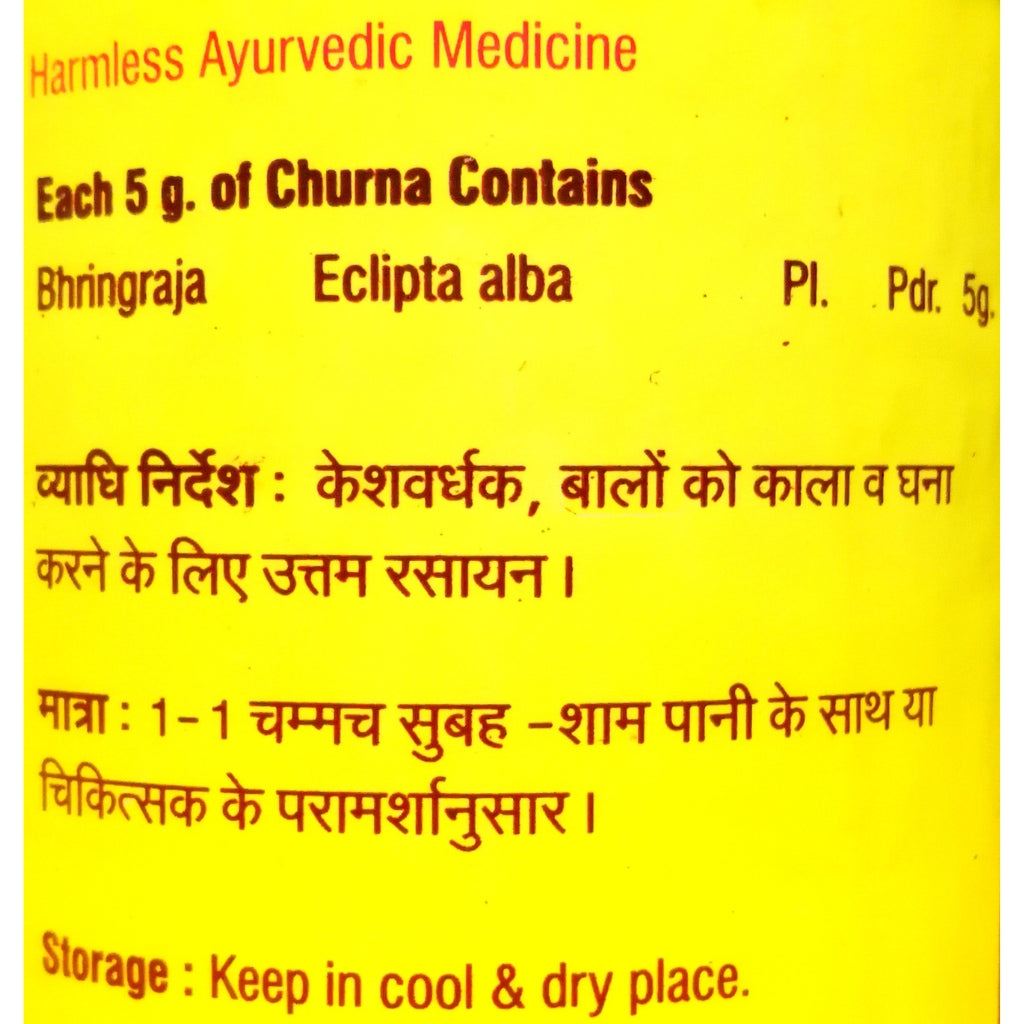 Harmless Ayurvedic Medicine
Each 5 g. of Churna Contains
Bhringraja Eclipta alba Pl. Pdr. 5g.
व्याधि निर्देश : केशवर्धक, बालों को काला व घना
करने के लिए उत्तम रसायन ।
मात्रा : 1-1 चम्मच सुबह -शाम पानी के साथ या
चिकित्सक के परामर्शानुसार ।
Storage : Keep in cool & dry place.